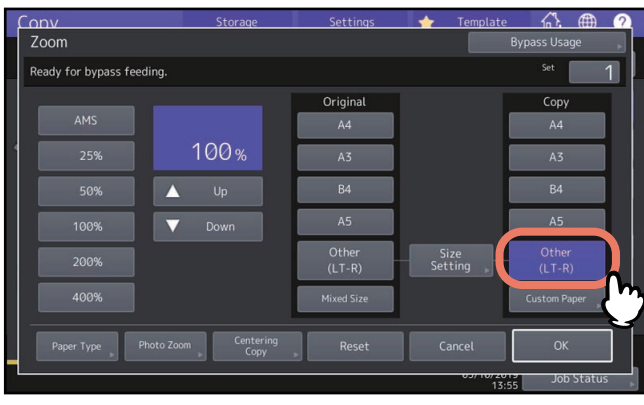 Copy
Storage
Settings
Template
?
Zoom
Bypass Usage
Ready for bypass feeding.
Set
1
Original
Copy
AMS
A4
A4
25%
100 %
A3
A3
50%
Up
B4
B4
100%
Down
A5
A5
200%
Other
(LT-R)
Size
Setting
Other
(LT-R)
400%
Mixed Size
Custom Paper
Paper Type
Photo Zoom
Centering
Copy
Reset
Cancel
OK
13:55
Job Status